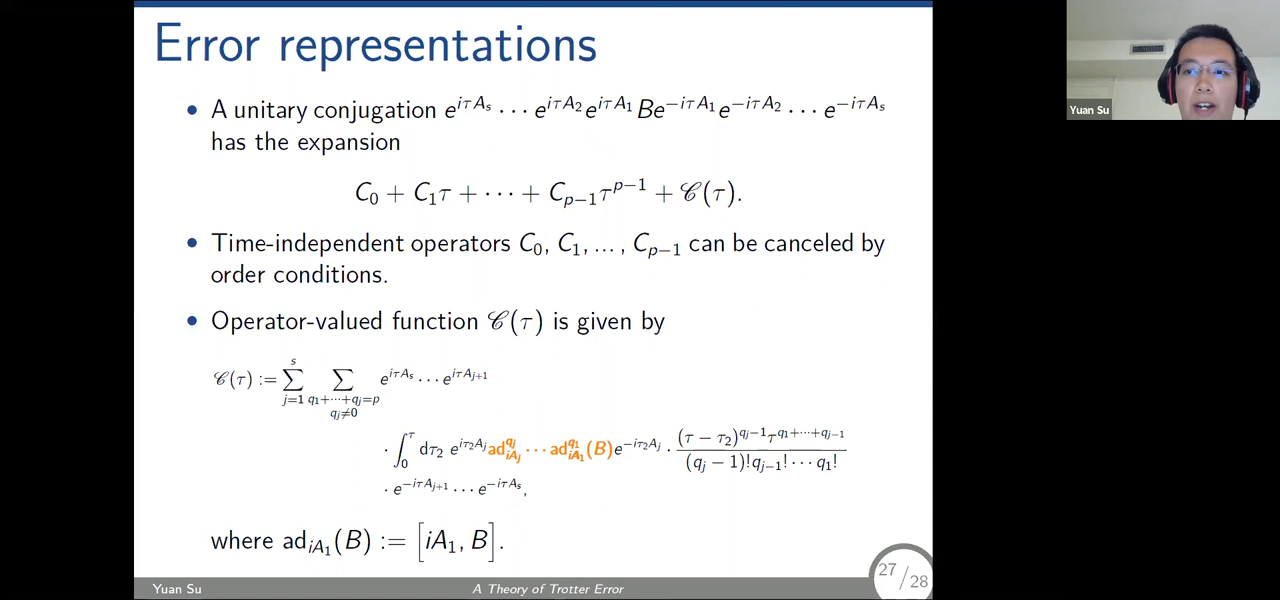 Error representations
• A unitary conjugation e^{iτA_s} ··· e^{iτA_2} e^{iτA_1} B e^{−iτA_1} e^{−iτA_2} ··· e^{−iτA_s}
has the expansion
C_0 + C_1τ + ··· + C_{p−1}τ^{p−1} + 𝒞(τ).
• Time-independent operators C_0, C_1, ... , C_{p−1} can be canceled by
order conditions.
• Operator-valued function 𝒞(τ) is given by
𝒞(τ) := ∑_{j=1}^{s} ∑_{q_1+···+q_j=p, q_j≠0} e^{iτA_s} ··· e^{iτA_{j+1}}
· ∫_0^τ dτ_2 e^{iτ_2A_j} ad_{iA_j}^{q_j} ··· ad_{iA_1}^{q_1}(B) e^{−iτ_2A_j} · \frac{(τ − τ_2)^{q_j−1} τ^{q_1+···+q_{j−1}}}{(q_j − 1)! q_{j−1}! ··· q_1!}
· e^{−iτA_{j+1}} ··· e^{−iτA_s},
where ad_{iA_1}(B) := [iA_1, B].
Yuan Su
A Theory of Trotter Error
27/28
Yuan Su